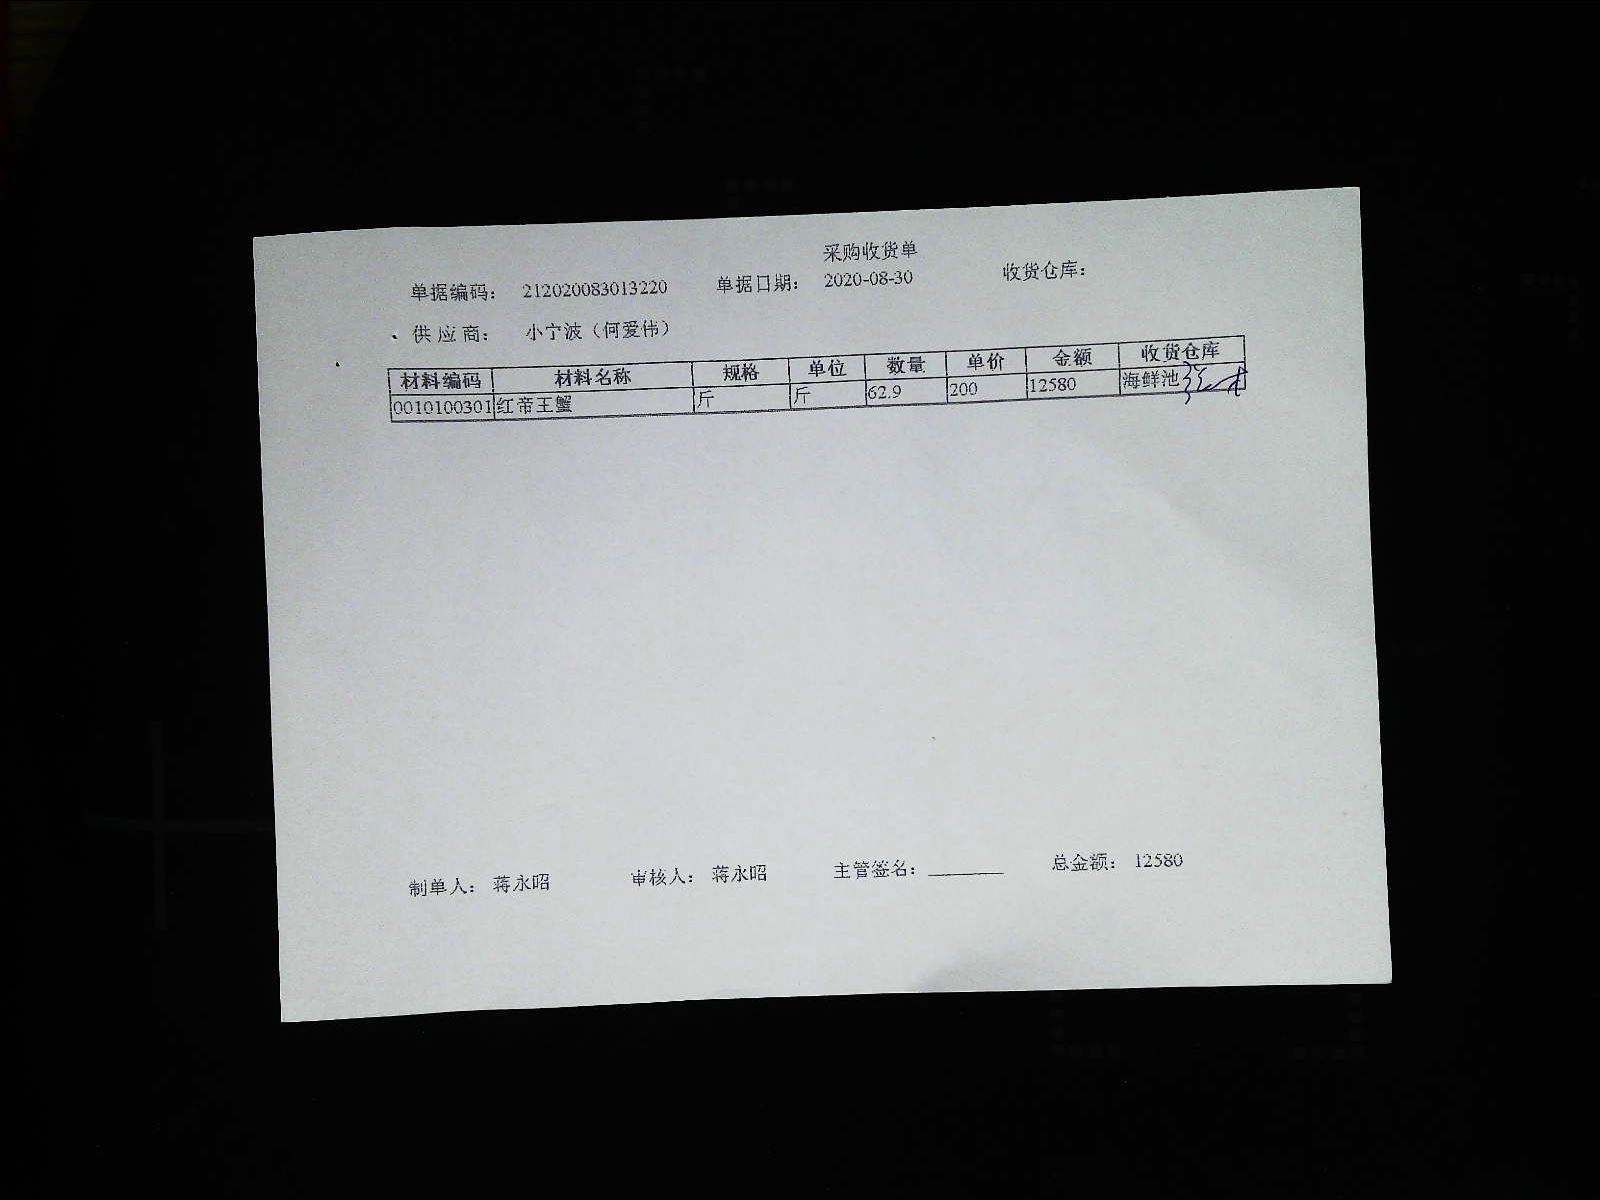 采购收货单
单据编码： 212020083013220 单据日期： 2020-08-30 收货仓库：
供 应 商： 小宁波（何爱伟）
材料编码 材料名称 规格 单位 数量 单价 金额 收货仓库
0010100301 红帝王蟹 斤 斤 62.9 200 12580 海鲜池
制单人： 蒋永昭 审核人： 蒋永昭 主管签名： 总金额： 12580